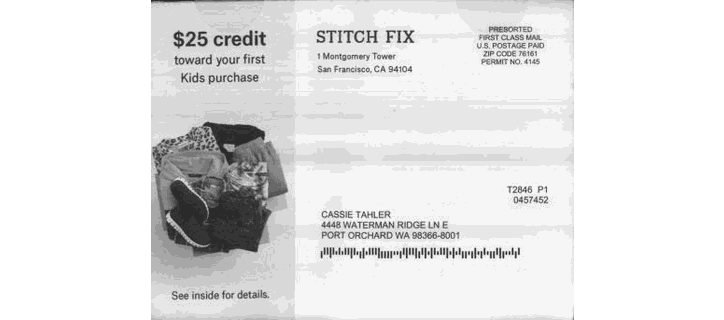 $25 credit
toward your first
Kids purchase
See inside for details.
STITCH FIX
1 Montgomery Tower
San Francisco, CA 94104
PRESORTED
FIRST CLASS MAIL
U.S. POSTAGE PAID
ZIP CODE 76161
PERMIT NO. 4145
T2846 P1
0457452
CASSIE TAHLER
4448 WATERMAN RIDGE LN E
PORT ORCHARD WA 98366-8001